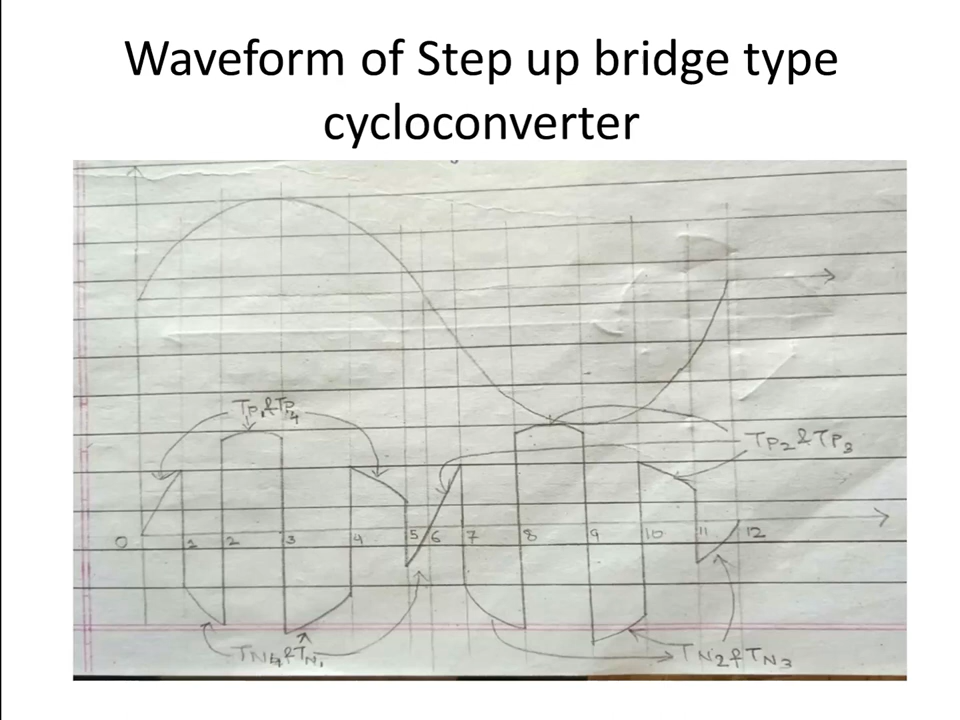 Waveform of Step up bridge type
cycloconverter
TP1 & TP4
TP2 & TP3
0 1 2 3 4 5 6 7 8 9 10 11 12
TN4 & TN1
TN2 & TN3